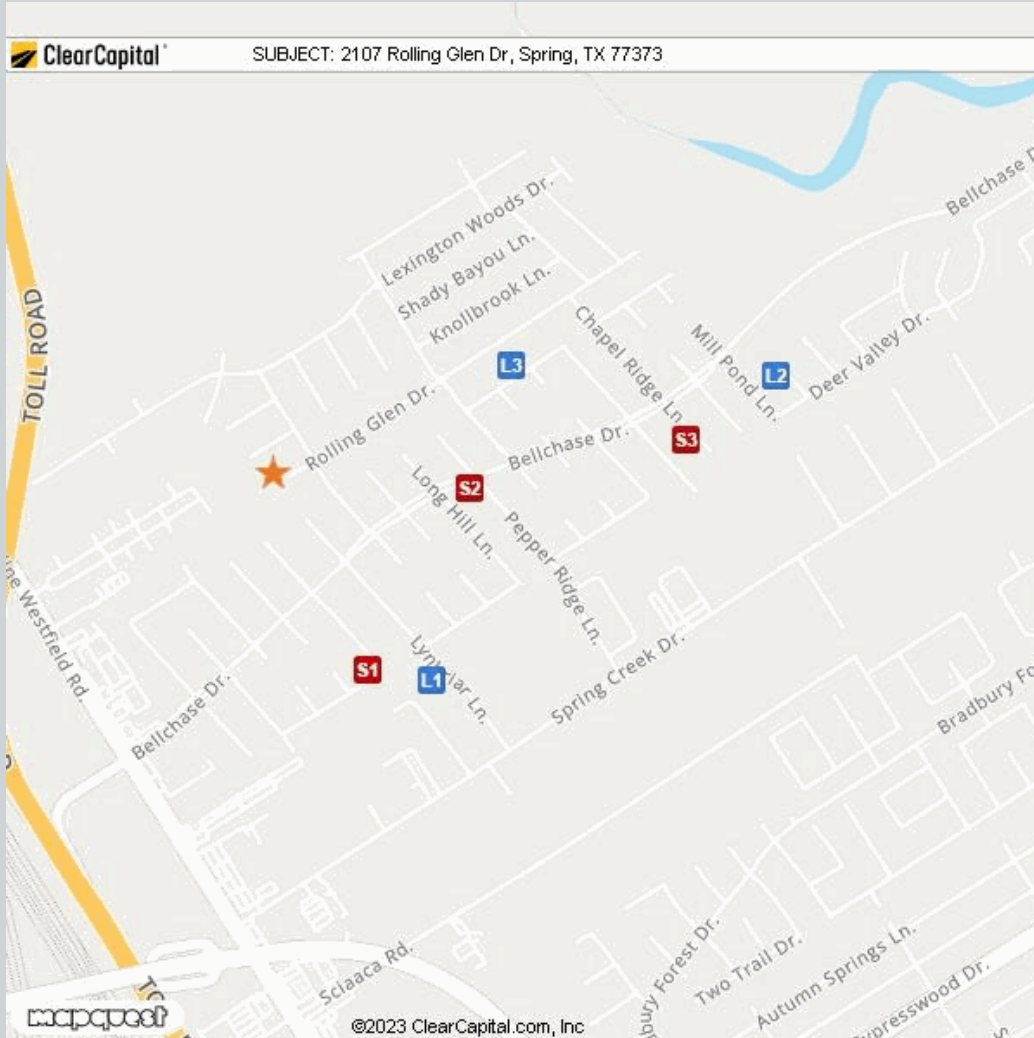 ClearCapital
SUBJECT: 2107 Rolling Glen Dr, Spring, TX 77373
Bellchase
Lexington Woods Dr.
Shady Bayou Ln.
Knollbrook Ln.
TOLL ROAD
Chapel Ridge Ln.
Mill Pond Ln.
Deer Valley Dr.
L3
L2
Rolling Glen Dr.
Bellchase Dr.
S3
S2
Long Hill Ln.
Pepper Ridge Ln.
Westfield Rd.
S1
L1
Spring Creek Dr.
Bellchase Dr.
Bradbury
Sciaaca Rd.
Forest Dr.
Two Trail Dr.
Autumn Springs Ln.
mapquest
©2023 ClearCapital.com, Inc